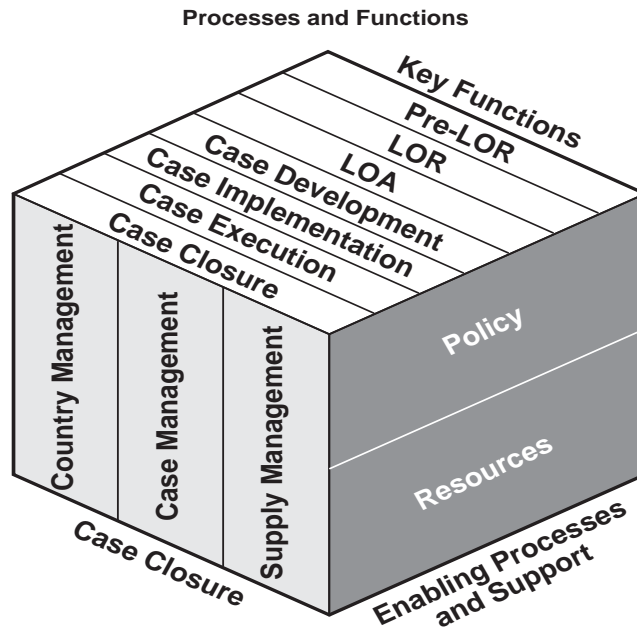 Processes and Functions
Key Functions
Pre-LOR
LOR
LOA
Case Development
Case Implementation
Case Execution
Case Closure
Country Management
Case Management
Supply Management
Policy
Resources
Case Closure
Enabling Processes
and Support